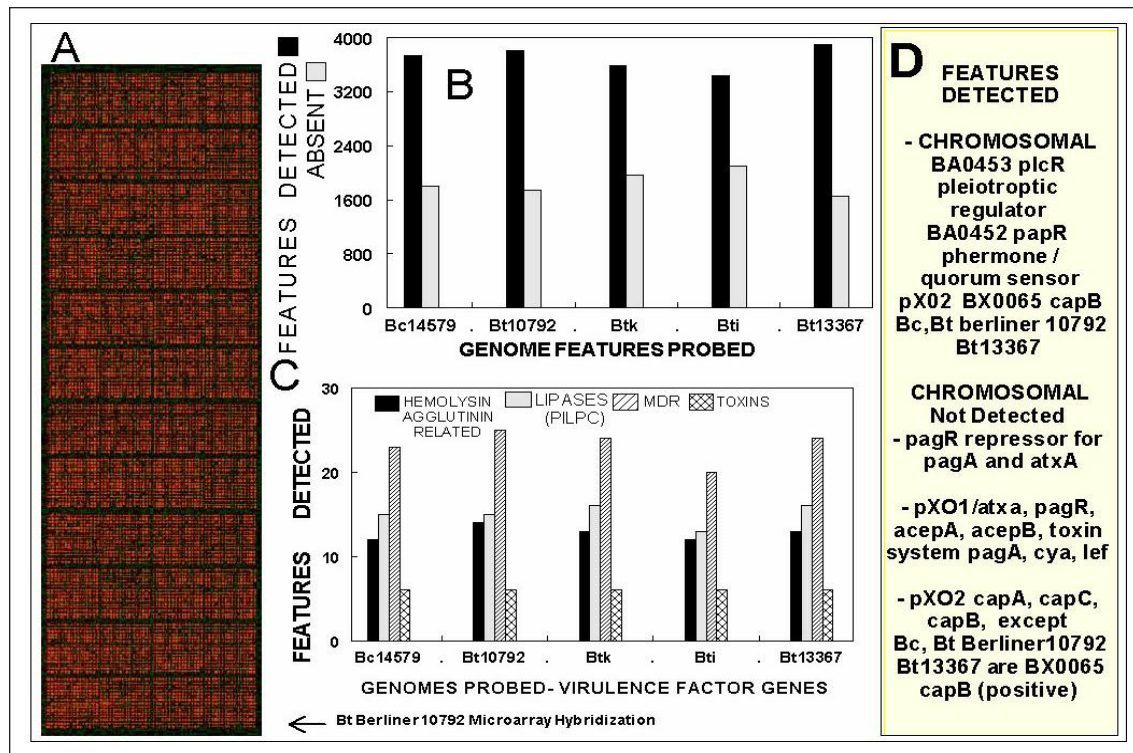 A
FEATURES DETECTED
ABSENT
B
4000
3200
2400
1600
800
0
Bc14579 . Bt10792 . Btk . Bti . Bt13367
GENOME FEATURES PROBED
C
FEATURES DETECTED
30
20
10
0
HEMOLYSIN
AGGLUTININ
RELATED
LIPASES
(PILPC)
MDR
TOXINS
Bc14579 . Bt10792 . Btk . Bti . Bt13367
GENOMES PROBED- VIRULENCE FACTOR GENES
← Bt Berliner 10792 Microarray Hybridization
D
FEATURES
DETECTED
- CHROMOSOMAL
BA0453 plcR
pleiotroptic
regulator
BA0452 papR
phermone /
quorum sensor
pX02 BX0065 capB
Bc,Bt berliner 10792
Bt13367
CHROMOSOMAL
Not Detected
- pagR repressor for
pagA and atxA
- pXO1/atxa, pagR,
acepA, acepB, toxin
system pagA, cya, lef
- pXO2 capA, capC,
capB, except
Bc, Bt Berliner10792
Bt13367 are BX0065
capB (positive)